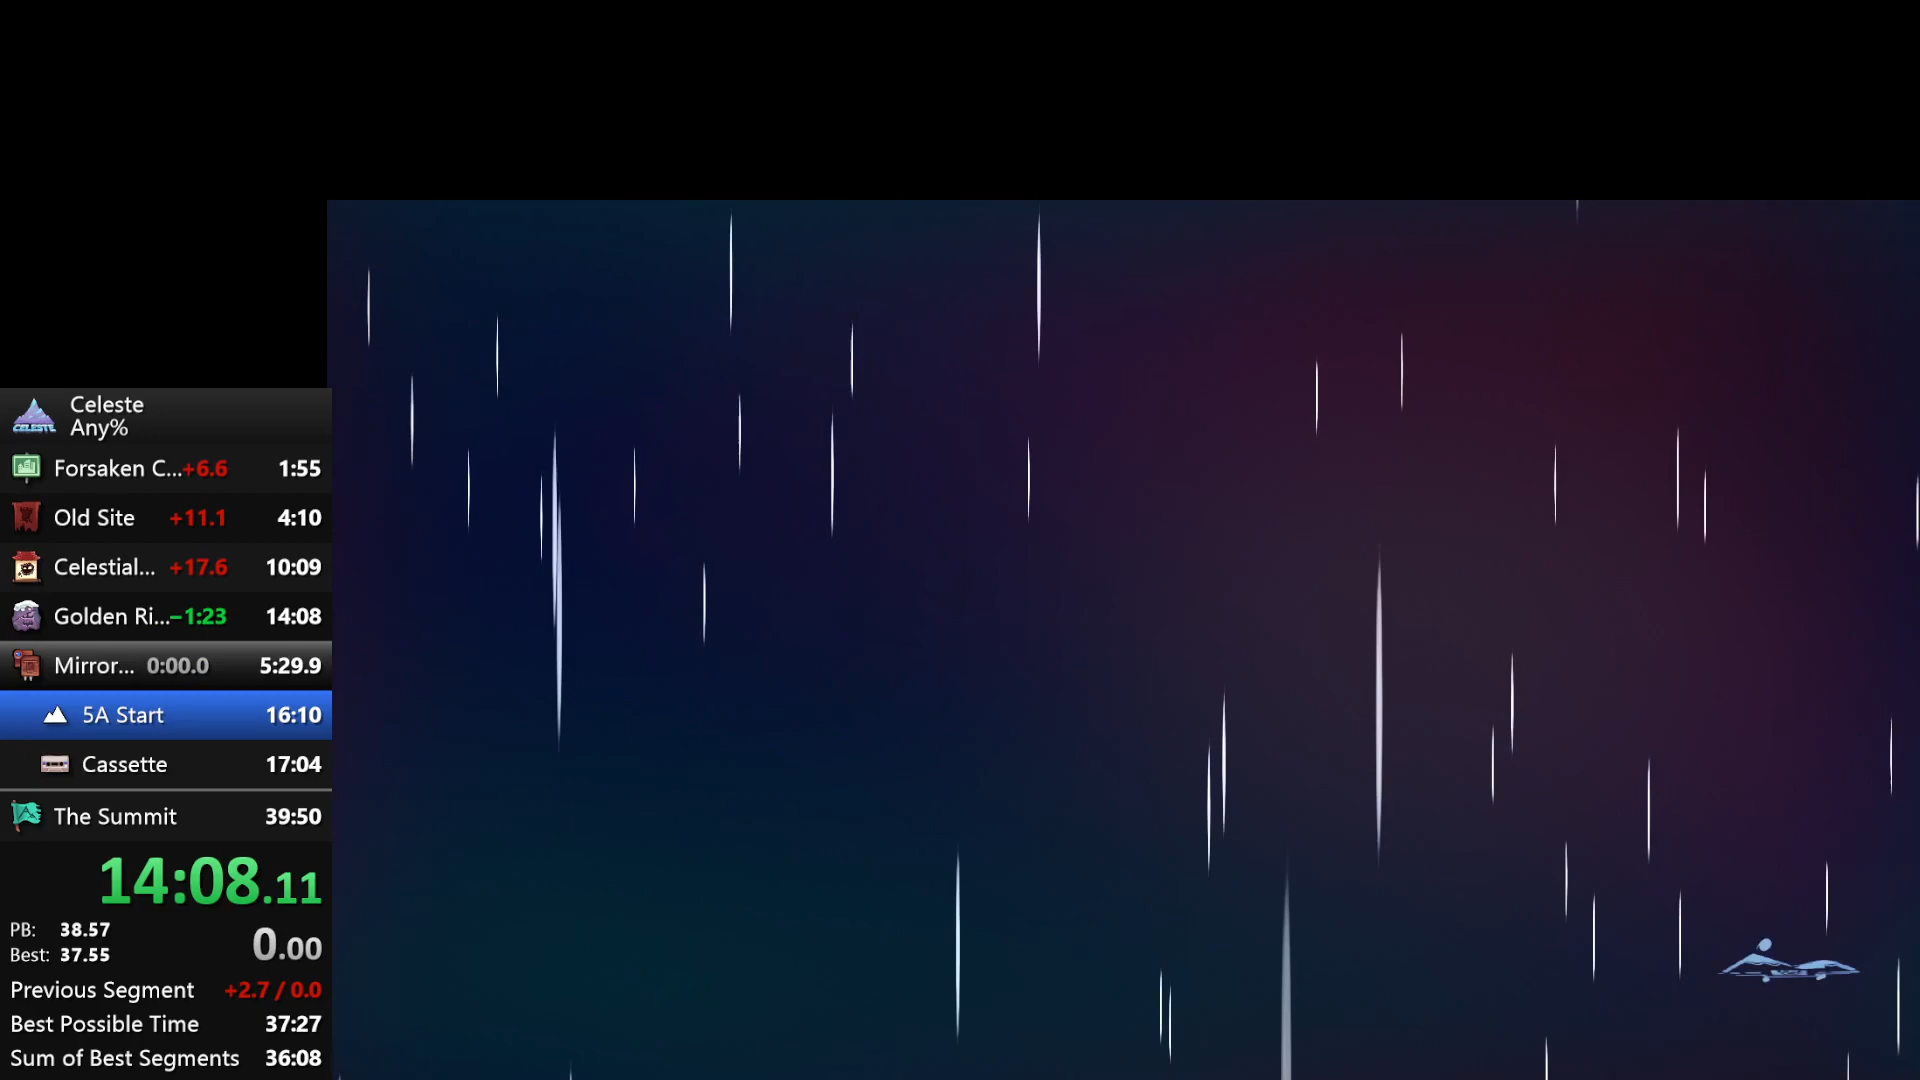 Celeste
Any%
Forsaken C... +6.6 1:55
Old Site +11.1 4:10
Celestial... +17.6 10:09
Golden Ri... −1:23 14:08
Mirror... 0:00.0 5:29.9
5A Start 16:10
Cassette 17:04
The Summit 39:50
14:08.11
PB: 38.57
Best: 37.55
0.00
Previous Segment +2.7 / 0.0
Best Possible Time 37:27
Sum of Best Segments 36:08